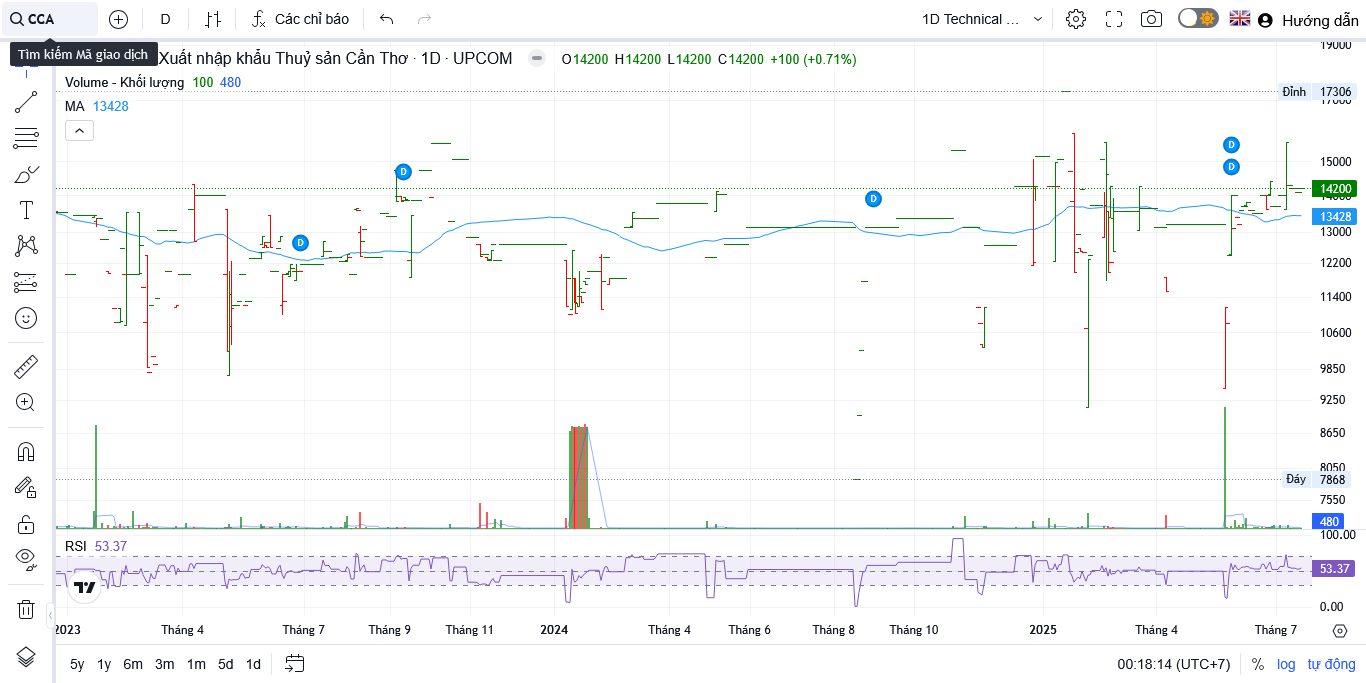 CCA
D
Các chỉ báo
1D Technical ...
Hướng dẫn
Tìm kiếm Mã giao dịch
Xuất nhập khẩu Thuỷ sản Cần Thơ · 1D · UPCOM
O14200 H14200 L14200 C14200 +100 (+0.71%)
Volume - Khối lượng 100 480
MA 13428
19000
Đỉnh 17306
17000
D
D
D
D
D
15000
14200
14000
13428
13000
12200
11400
10600
9850
9250
8650
8050
Đáy 7868
7550
480
RSI 53.37
100.00
53.37
0.00
2023
Tháng 4
Tháng 7
Tháng 9
Tháng 11
2024
Tháng 4
Tháng 6
Tháng 8
Tháng 10
2025
Tháng 4
Tháng 7
5y 1y 6m 3m 1m 5d 1d
00:18:14 (UTC+7) % log tự động